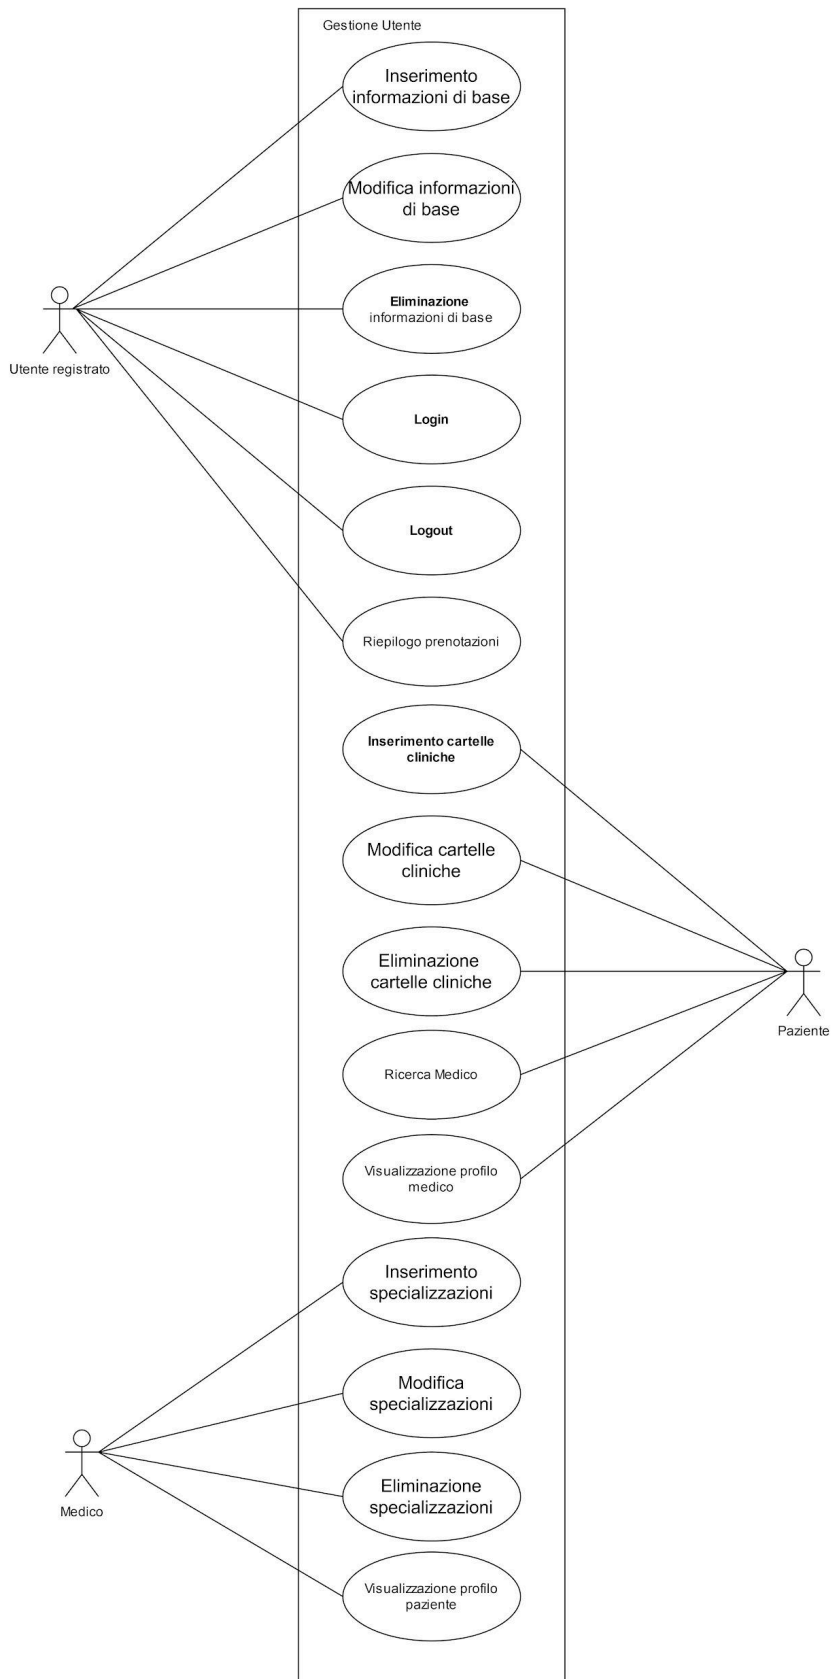 Gestione Utente
Inserimento
informazioni di base
Modifica informazioni
di base
Eliminazione
informazioni di base
Utente registrato
Login
Logout
Riepilogo prenotazioni
Inserimento cartelle
cliniche
Modifica cartelle
cliniche
Eliminazione
cartelle cliniche
Paziente
Ricerca Medico
Visualizzazione profilo
medico
Inserimento
specializzazioni
Modifica
specializzazioni
Medico
Eliminazione
specializzazioni
Visualizzazione profilo
paziente